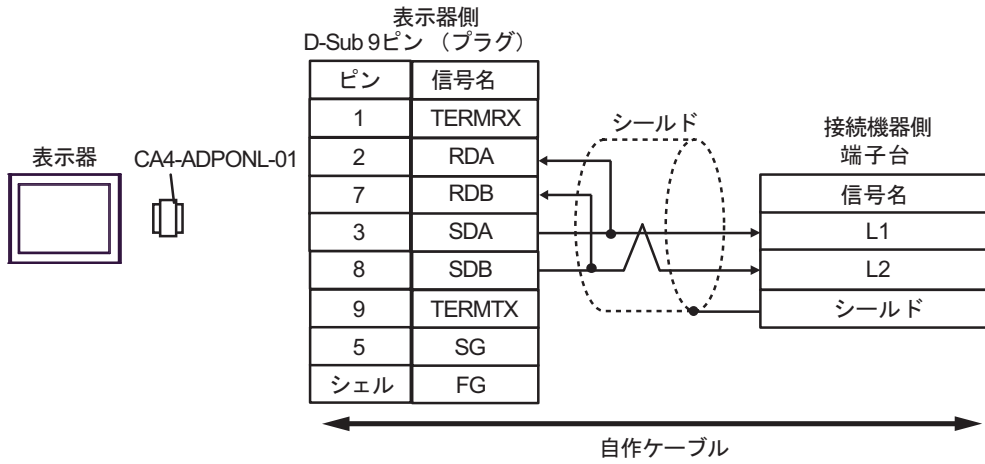 表示器側
D-Sub 9ピン （プラグ）
ピン 信号名
1 TERMRX
2 RDA
7 RDB
3 SDA
8 SDB
9 TERMTX
5 SG
シェル FG
表示器
CA4-ADPONL-01
シールド
接続機器側
端子台
信号名
L1
L2
シールド
自作ケーブル